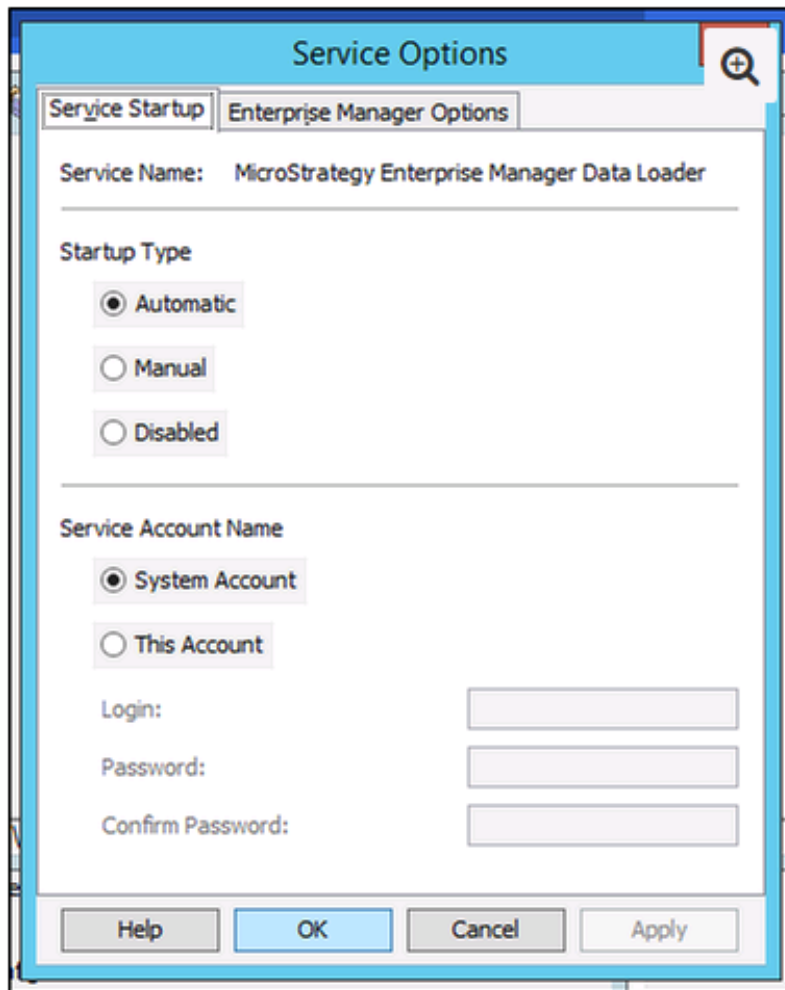 Service Options
Service Startup Enterprise Manager Options
Service Name: MicroStrategy Enterprise Manager Data Loader
Startup Type
Automatic
Manual
Disabled
Service Account Name
System Account
This Account
Login:
Password:
Confirm Password:
Help OK Cancel Apply